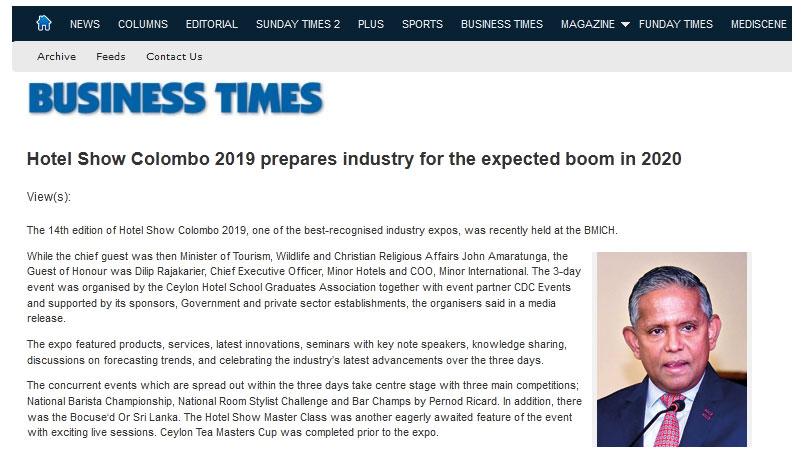 NEWS COLUMNS EDITORIAL SUNDAY TIMES 2 PLUS SPORTS BUSINESS TIMES MAGAZINE FUNDAY TIMES MEDISCENE
Archive Feeds Contact Us
BUSINESS TIMES
Hotel Show Colombo 2019 prepares industry for the expected boom in 2020
View(s):
The 14th edition of Hotel Show Colombo 2019, one of the best-recognised industry expos, was recently held at the BMICH.
While the chief guest was then Minister of Tourism, Wildlife and Christian Religious Affairs John Amaratunga, the
Guest of Honour was Dilip Rajakarier, Chief Executive Officer, Minor Hotels and COO, Minor International. The 3-day
event was organised by the Ceylon Hotel School Graduates Association together with event partner CDC Events
and supported by its sponsors, Government and private sector establishments, the organisers said in a media
release.
The expo featured products, services, latest innovations, seminars with key note speakers, knowledge sharing,
discussions on forecasting trends, and celebrating the industry's latest advancements over the three days.
The concurrent events which are spread out within the three days take centre stage with three main competitions;
National Barista Championship, National Room Stylist Challenge and Bar Champs by Pernod Ricard. In addition, there
was the Bocuse'd Or Sri Lanka. The Hotel Show Master Class was another eagerly awaited feature of the event
with exciting live sessions. Ceylon Tea Masters Cup was completed prior to the expo.